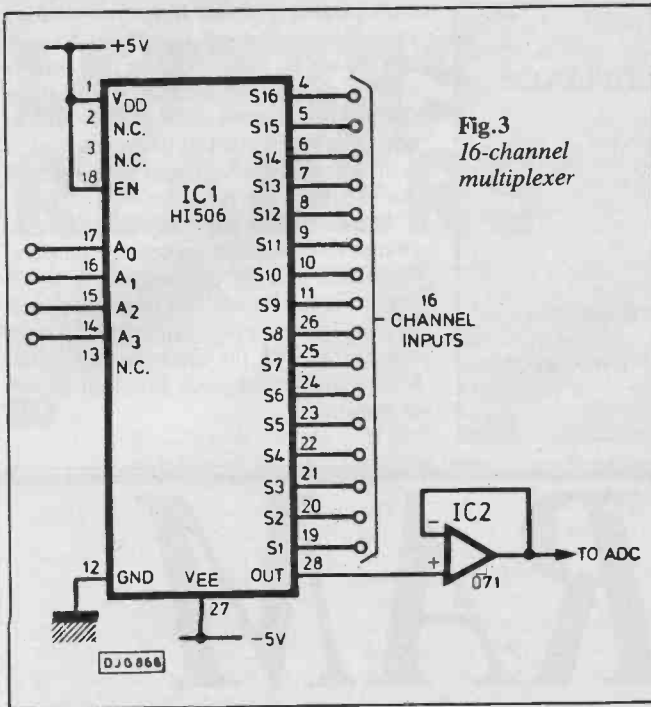 +5V
1 VDD
2 N.C.
3 N.C.
18 EN
17 A0
16 A1
15 A2
14 A3
13 N.C.
12 GND
IC1
HI506
VEE
27
-5V
S16 4
S15 5
S14 6
S13 7
S12 8
S11 9
S10 10
S9 11
S8 26
S7 25
S6 24
S5 23
S4 22
S3 21
S2 20
S1 19
OUT 28
16
CHANNEL
INPUTS
Fig.3
16-channel
multiplexer
IC2
-
+
071
TO ADC
DJ0866